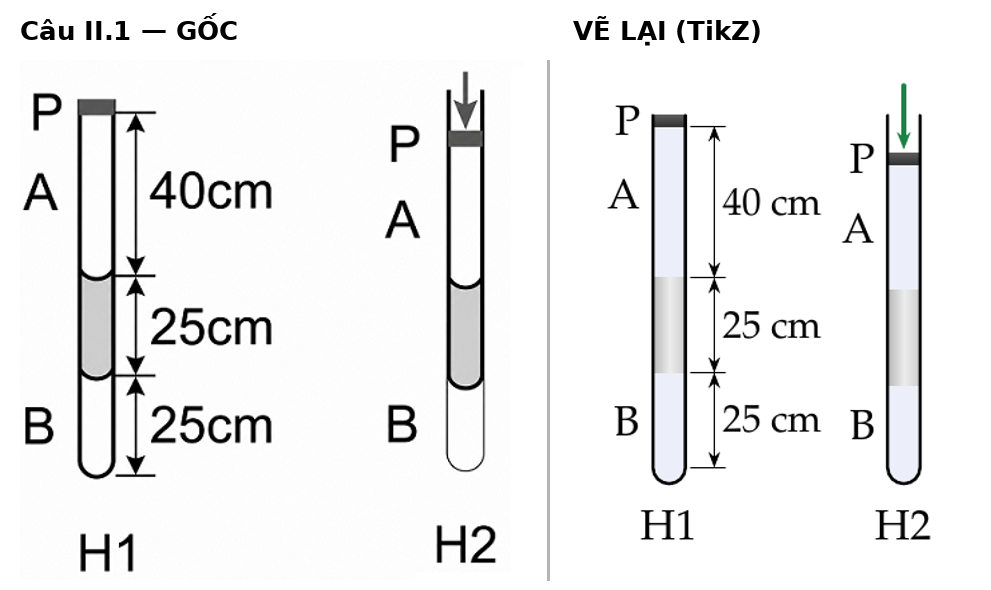 Câu II.1 — GỐC
P
A
40cm
25cm
B
25cm
H1
P
A
B
H2
VẼ LẠI (TikZ)
P
A
40 cm
25 cm
B
25 cm
H1
P
A
B
H2